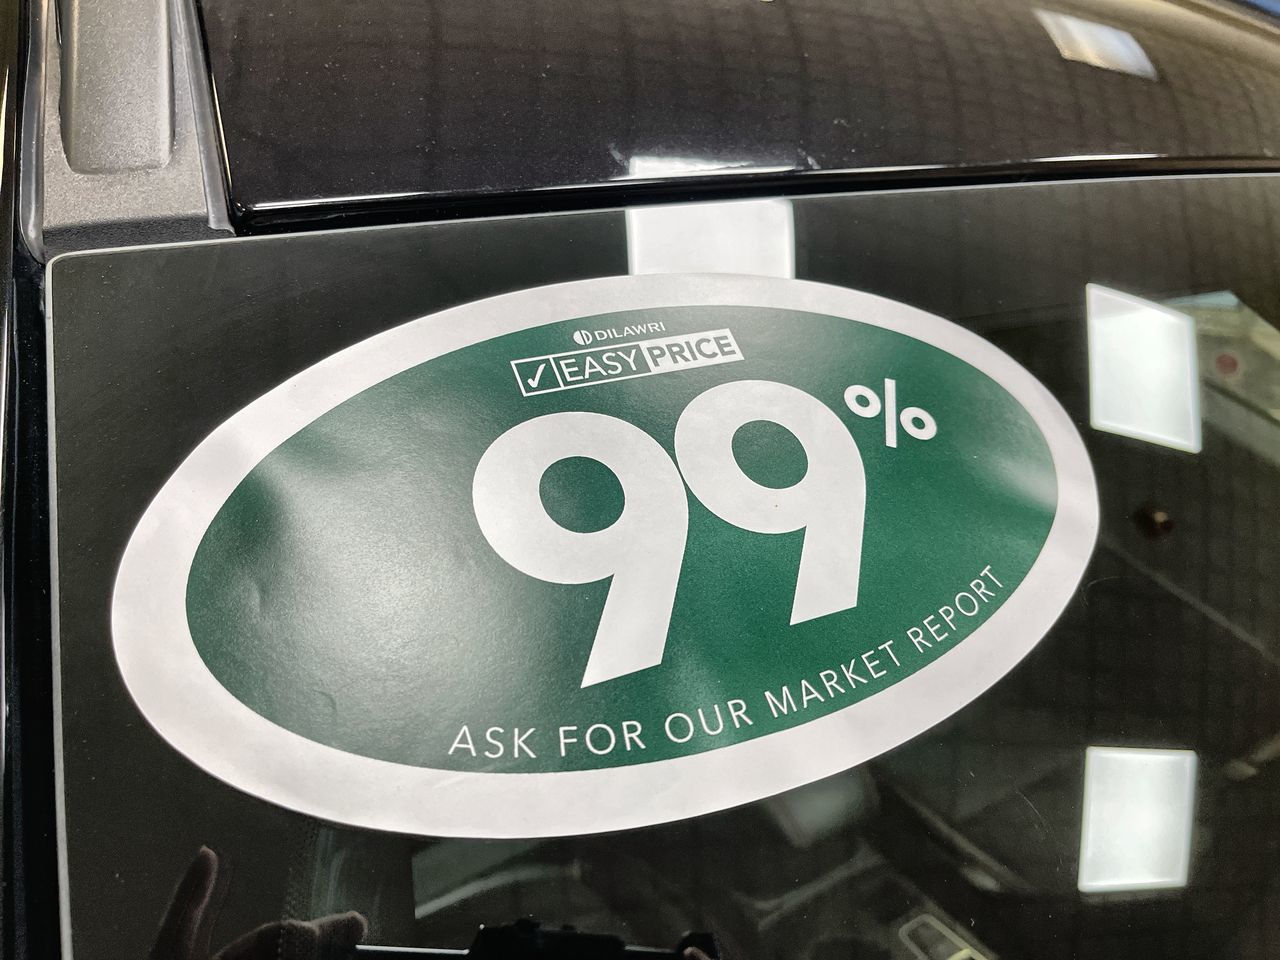 DILAWRI
✓ EASY PRICE
99%
ASK FOR OUR MARKET REPORT